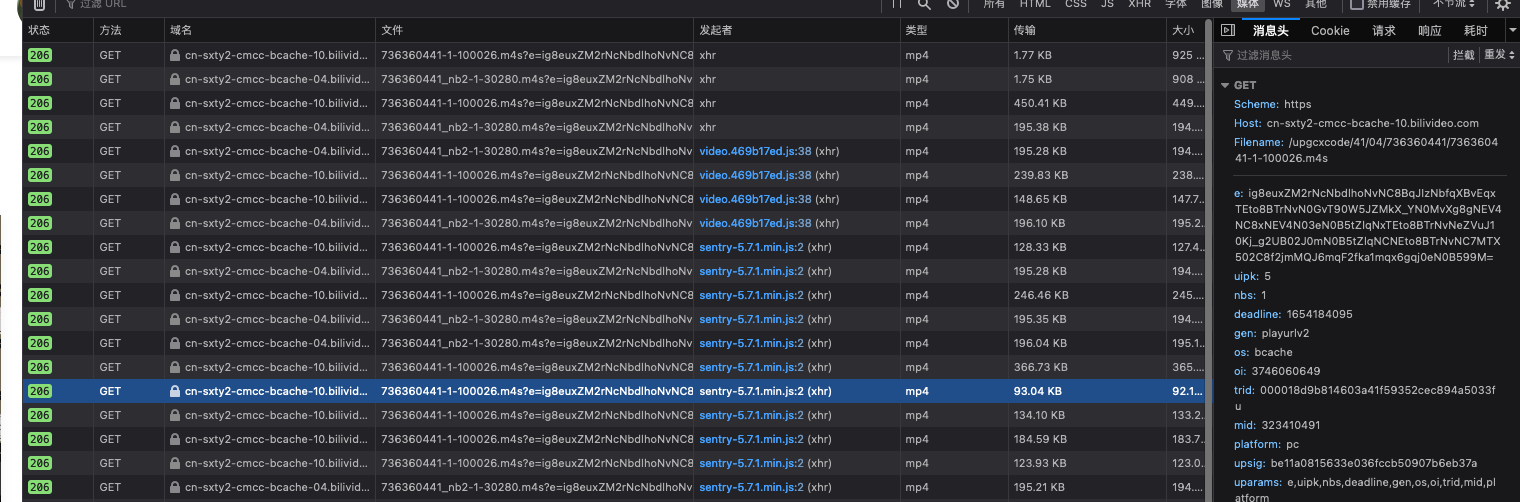 过滤 URL
所有 HTML CSS JS XHR 字体 图像 媒体 WS 其他 禁用缓存 不节流
状态 方法 域名 文件 发起者 类型 传输 大小
206 GET cn-sxty2-cmcc-bcache-10.bilivid... 736360441-1-100026.m4s?e=ig8euxZM2rNcNbdlhoNvNC8 xhr mp4 1.77 KB 925 ...
206 GET cn-sxty2-cmcc-bcache-04.bilivid... 736360441_nb2-1-30280.m4s?e=ig8euxZM2rNcNbdlhoNv xhr mp4 1.75 KB 908 ...
206 GET cn-sxty2-cmcc-bcache-10.bilivid... 736360441-1-100026.m4s?e=ig8euxZM2rNcNbdlhoNvNC8 xhr mp4 450.41 KB 449....
206 GET cn-sxty2-cmcc-bcache-04.bilivid... 736360441_nb2-1-30280.m4s?e=ig8euxZM2rNcNbdlhoNv xhr mp4 195.38 KB 194....
206 GET cn-sxty2-cmcc-bcache-04.bilivid... 736360441_nb2-1-30280.m4s?e=ig8euxZM2rNcNbdlhoNv video.469b17ed.js:38 (xhr) mp4 195.28 KB 194....
206 GET cn-sxty2-cmcc-bcache-10.bilivid... 736360441-1-100026.m4s?e=ig8euxZM2rNcNbdlhoNvNC8 video.469b17ed.js:38 (xhr) mp4 239.83 KB 238....
206 GET cn-sxty2-cmcc-bcache-10.bilivid... 736360441-1-100026.m4s?e=ig8euxZM2rNcNbdlhoNvNC8 video.469b17ed.js:38 (xhr) mp4 148.65 KB 147.7...
206 GET cn-sxty2-cmcc-bcache-04.bilivid... 736360441_nb2-1-30280.m4s?e=ig8euxZM2rNcNbdlhoNv video.469b17ed.js:38 (xhr) mp4 196.10 KB 195.2...
206 GET cn-sxty2-cmcc-bcache-10.bilivid... 736360441-1-100026.m4s?e=ig8euxZM2rNcNbdlhoNvNC8 sentry-5.7.1.min.js:2 (xhr) mp4 128.33 KB 127.4...
206 GET cn-sxty2-cmcc-bcache-04.bilivid... 736360441_nb2-1-30280.m4s?e=ig8euxZM2rNcNbdlhoNv sentry-5.7.1.min.js:2 (xhr) mp4 195.28 KB 194....
206 GET cn-sxty2-cmcc-bcache-10.bilivid... 736360441-1-100026.m4s?e=ig8euxZM2rNcNbdlhoNvNC8 sentry-5.7.1.min.js:2 (xhr) mp4 246.46 KB 245....
206 GET cn-sxty2-cmcc-bcache-04.bilivid... 736360441_nb2-1-30280.m4s?e=ig8euxZM2rNcNbdlhoNv sentry-5.7.1.min.js:2 (xhr) mp4 195.35 KB 194....
206 GET cn-sxty2-cmcc-bcache-04.bilivid... 736360441_nb2-1-30280.m4s?e=ig8euxZM2rNcNbdlhoNv sentry-5.7.1.min.js:2 (xhr) mp4 196.04 KB 195.1...
206 GET cn-sxty2-cmcc-bcache-10.bilivid... 736360441-1-100026.m4s?e=ig8euxZM2rNcNbdlhoNvNC8 sentry-5.7.1.min.js:2 (xhr) mp4 366.73 KB 365....
206 GET cn-sxty2-cmcc-bcache-10.bilivid... 736360441-1-100026.m4s?e=ig8euxZM2rNcNbdlhoNvNC8 sentry-5.7.1.min.js:2 (xhr) mp4 93.04 KB 92.1...
206 GET cn-sxty2-cmcc-bcache-10.bilivid... 736360441-1-100026.m4s?e=ig8euxZM2rNcNbdlhoNvNC8 sentry-5.7.1.min.js:2 (xhr) mp4 134.10 KB 133.2...
206 GET cn-sxty2-cmcc-bcache-10.bilivid... 736360441-1-100026.m4s?e=ig8euxZM2rNcNbdlhoNvNC8 sentry-5.7.1.min.js:2 (xhr) mp4 184.59 KB 183.7...
206 GET cn-sxty2-cmcc-bcache-10.bilivid... 736360441-1-100026.m4s?e=ig8euxZM2rNcNbdlhoNvNC8 sentry-5.7.1.min.js:2 (xhr) mp4 123.93 KB 123.0...
206 GET cn-sxty2-cmcc-bcache-04.bilivid... 736360441_nb2-1-30280.m4s?e=ig8euxZM2rNcNbdlhoNv sentry-5.7.1.min.js:2 (xhr) mp4 195.21 KB 194....
消息头 Cookie 请求 响应 耗时
过滤消息头 拦截 重发
GET
Scheme: https
Host: cn-sxty2-cmcc-bcache-10.bilivideo.com
Filename: /upgcxcode/41/04/736360441/7363604
41-1-100026.m4s
e: ig8euxZM2rNcNbdlhoNvNC8BqJIzNbfqXBvEqx
TEto8BTrNvN0GvT90W5JZMkX_YN0MvXg8gNEV4
NC8xNEV4N03eN0B5tZlqNxTEto8BTrNvNeZVuJ1
0Kj_g2UB02J0mN0B5tZlqNCNEto8BTrNvNC7MTX
502C8f2jmMQJ6mqF2fka1mqx6gqj0eN0B599M=
uipk: 5
nbs: 1
deadline: 1654184095
gen: playurlv2
os: bcache
oi: 3746060649
trid: 000018d9b814603a41f59352cec894a5033f
u
mid: 323410491
platform: pc
upsig: be11a0815633e036fccb50907b6eb37a
uparams: e,uipk,nbs,deadline,gen,os,oi,trid,mid,pl
atform